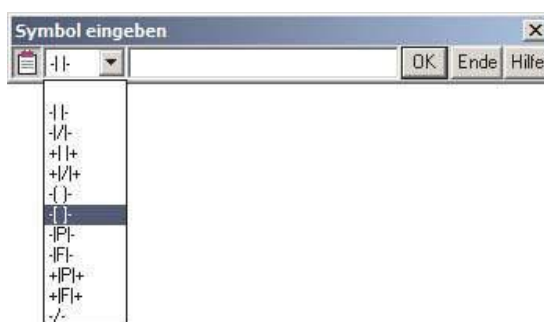 Symbol eingeben
-| |- OK Ende Hilfe
-| |-
-|/|-
+| |+
+|/|+
-( )-
-[ ]-
-|P|-
-|F|-
+|P|+
+|F|+
-/-